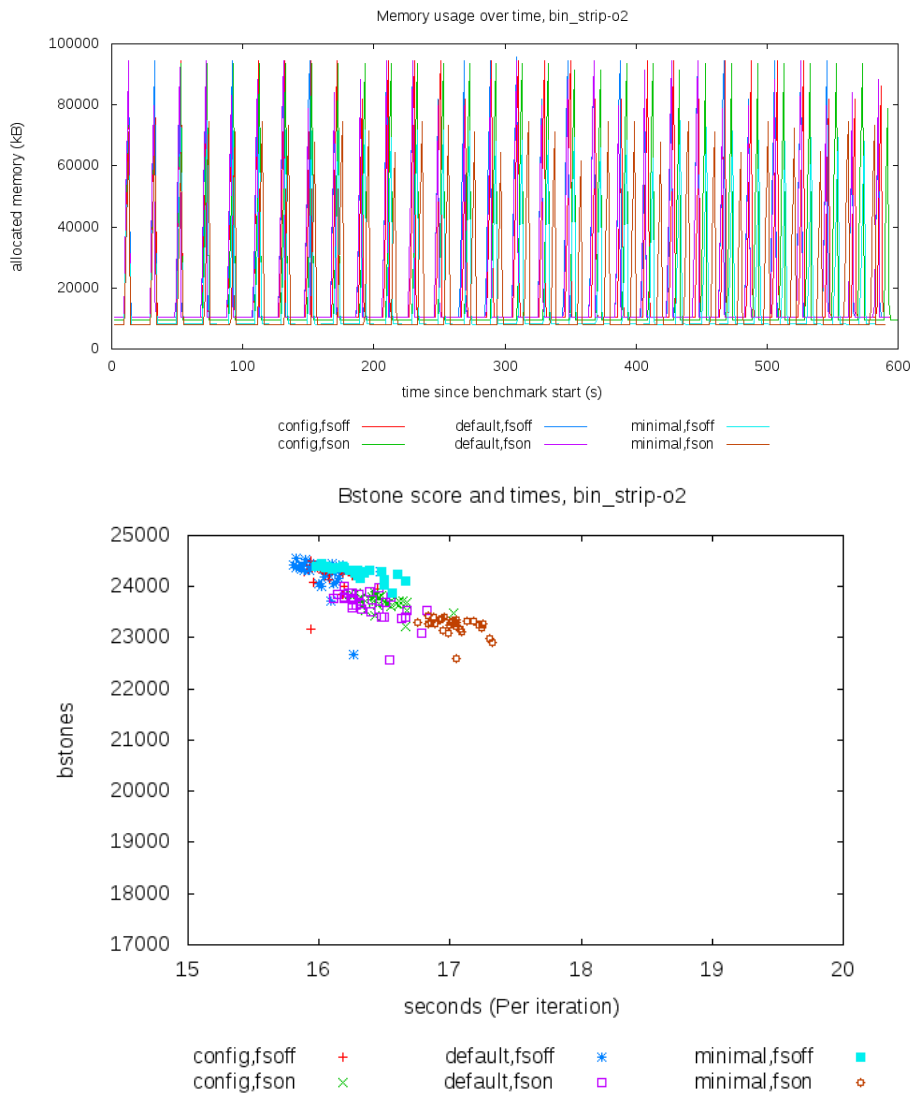 Memory usage over time, bin_strip-o2
100000
80000
60000
40000
20000
0
allocated memory (kB)
0 100 200 300 400 500 600
time since benchmark start (s)
config,fsoff default,fsoff minimal,fsoff
config,fson default,fson minimal,fson
Bstone score and times, bin_strip-o2
25000
24000
23000
22000
21000
20000
19000
18000
17000
bstones
15 16 17 18 19 20
seconds (Per iteration)
config,fsoff default,fsoff minimal,fsoff
config,fson default,fson minimal,fson